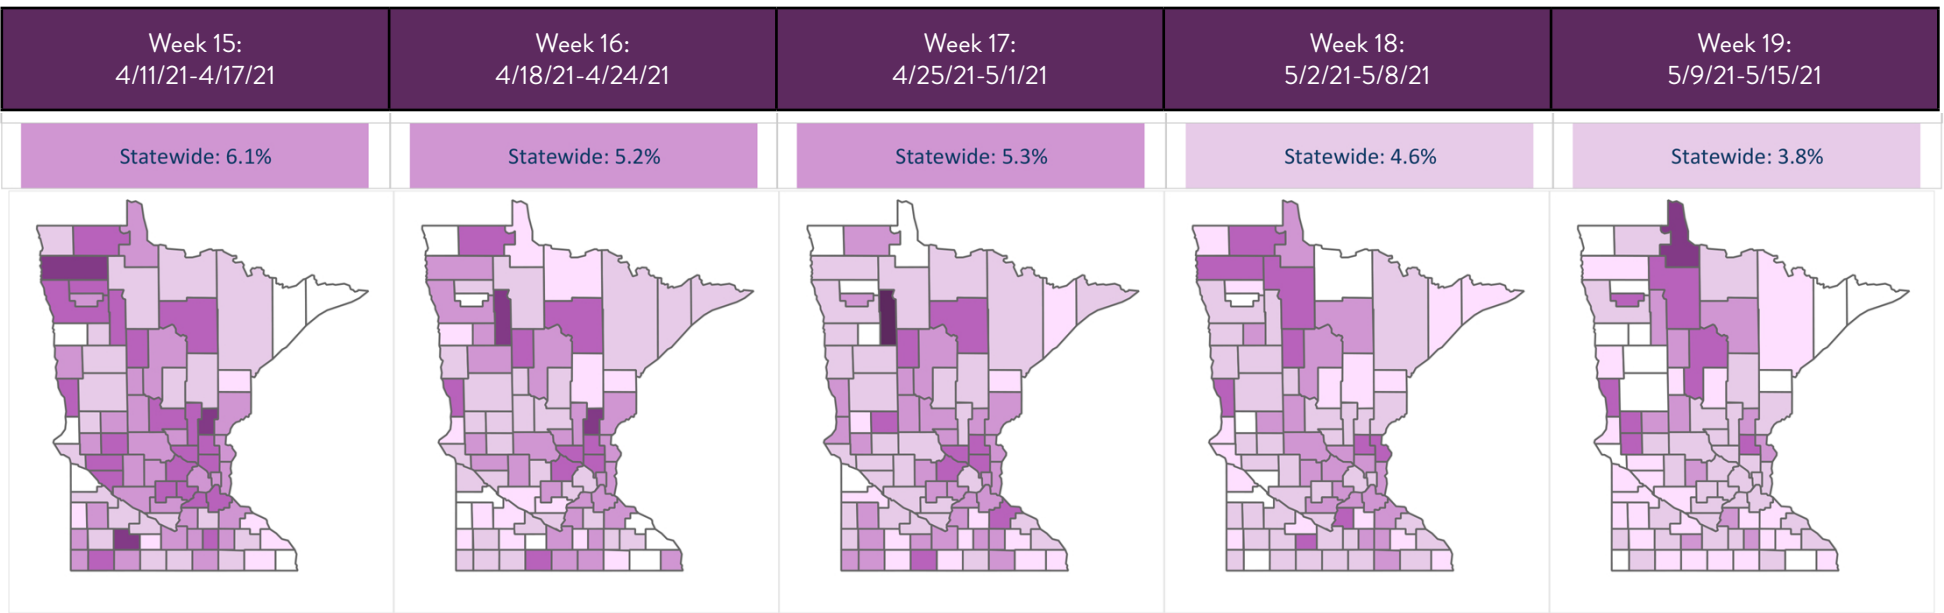 Week 15:
4/11/21-4/17/21
Week 16:
4/18/21-4/24/21
Week 17:
4/25/21-5/1/21
Week 18:
5/2/21-5/8/21
Week 19:
5/9/21-5/15/21
Statewide: 6.1%
Statewide: 5.2%
Statewide: 5.3%
Statewide: 4.6%
Statewide: 3.8%